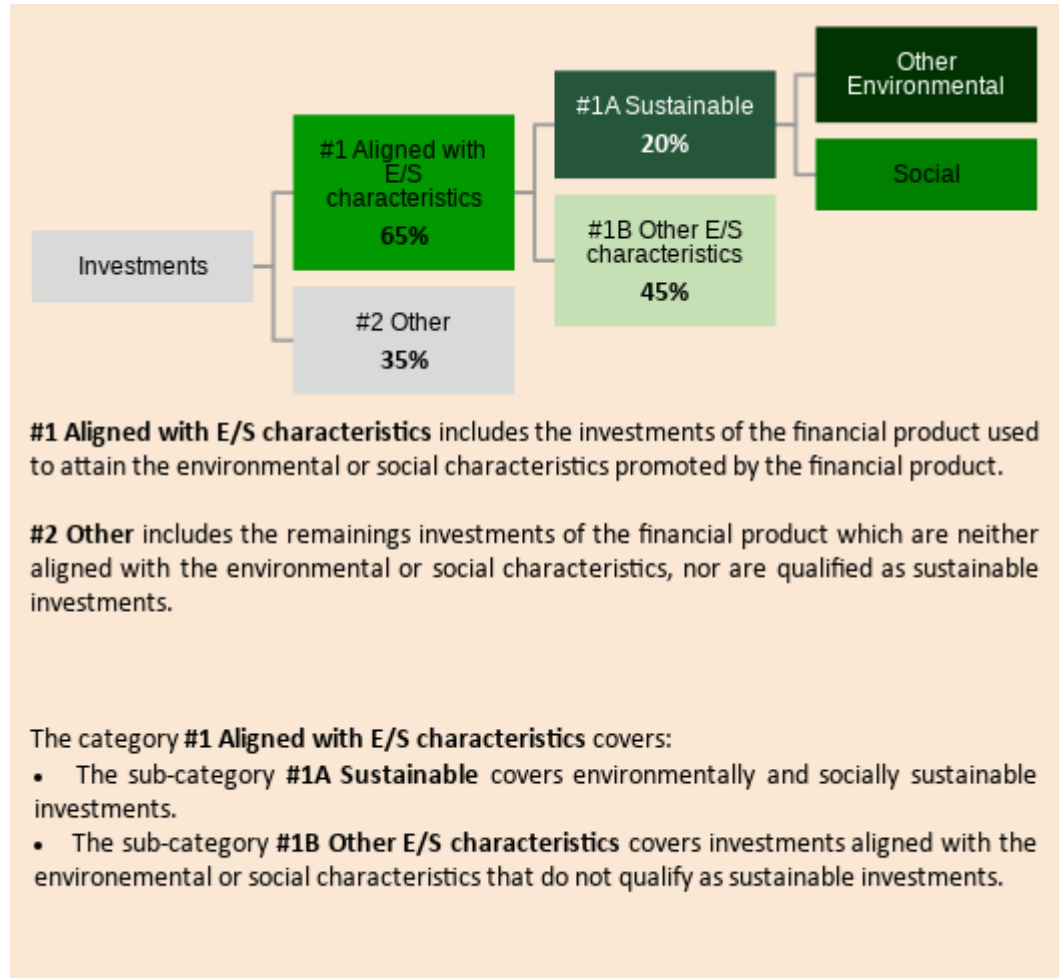 Other
Environmental
#1A Sustainable
20%
#1 Aligned with
E/S
characteristics
65%
Social
#1B Other E/S
characteristics
45%
Investments
#2 Other
35%
#1 Aligned with E/S characteristics includes the investments of the financial product used
to attain the environmental or social characteristics promoted by the financial product.
#2 Other includes the remainings investments of the financial product which are neither
aligned with the environmental or social characteristics, nor are qualified as sustainable
investments.
The category #1 Aligned with E/S characteristics covers:
• The sub-category #1A Sustainable covers environmentally and socially sustainable
investments.
• The sub-category #1B Other E/S characteristics covers investments aligned with the
environemental or social characteristics that do not qualify as sustainable investments.